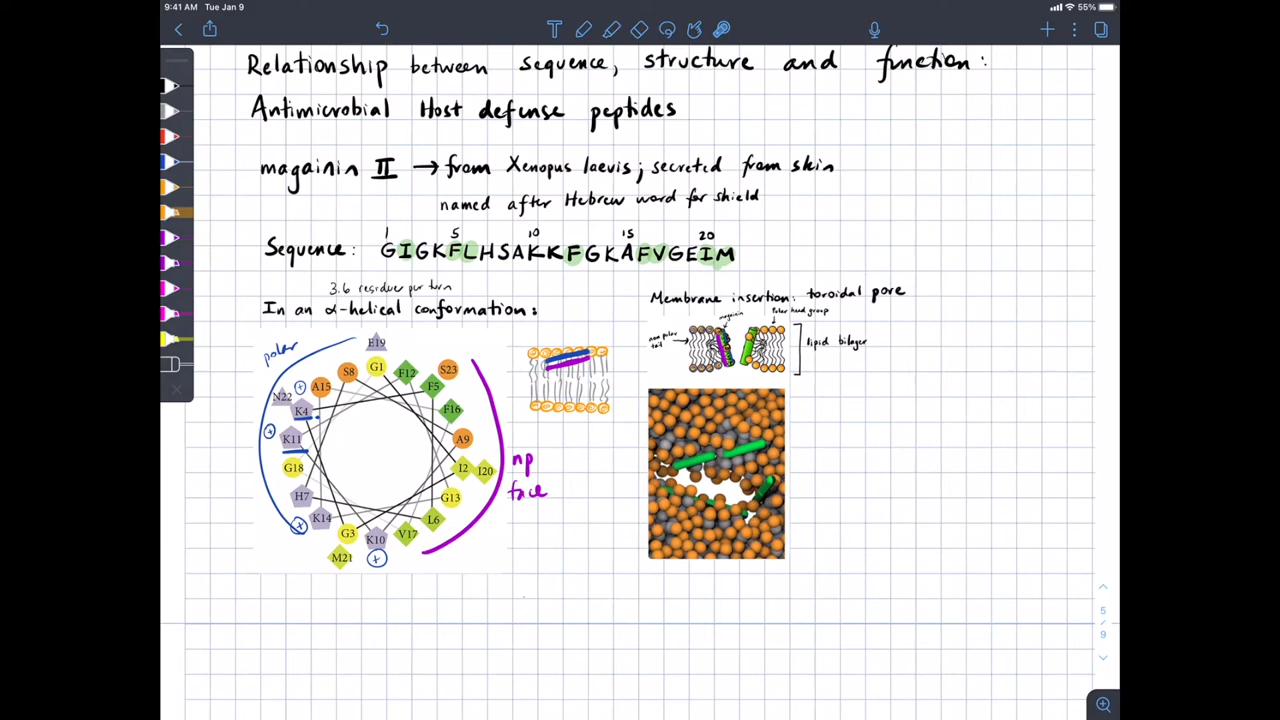 9:41 AM Tue Jan 9
55%
Relationship between sequence, structure and function:
Antimicrobial Host defense peptides
magainin II → from Xenopus laevis; secreted from skin
named after Hebrew word for shield
1 5 10 15 20
Sequence: GIGKFLHSAKKFGKAFVGEIM
3.6 residues per turn
In an α-helical conformation:
Membrane insertion: toroidal pore
magainin
Polar head group
non polar
tail
lipid bilayer
polar
E19
G1
S8
F12
S23
A15
F5
N22
K4
F16
K11
A9
G18
I2
I20
H7
G13
K14
L6
G3
V17
K10
M21
+
+
+
+
np
face
5
/
9